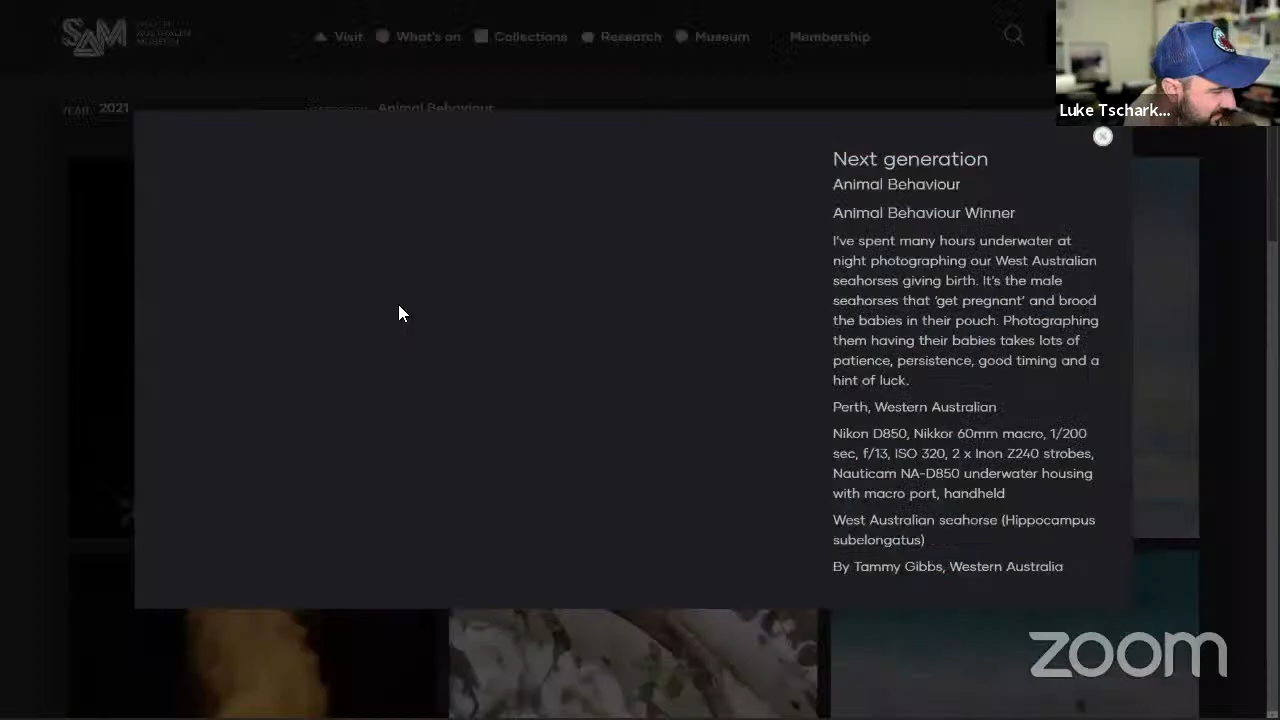 SAM
AUSTRALIAN
MUSEUM
Visit
What's on
Collections
Research
Museum
Membership
YEAR 2021
CATEGORY Animal Behaviour
Luke Tschark...
Next generation
Animal Behaviour
Animal Behaviour Winner
I've spent many hours underwater at
night photographing our West Australian
seahorses giving birth. It's the male
seahorses that 'get pregnant' and brood
the babies in their pouch. Photographing
them having their babies takes lots of
patience, persistence, good timing and a
hint of luck.
Perth, Western Australian
Nikon D850, Nikkor 60mm macro, 1/200
sec, f/13, ISO 320, 2 x Inon Z240 strobes,
Nauticam NA-D850 underwater housing
with macro port, handheld
West Australian seahorse (Hippocampus
subelongatus)
By Tammy Gibbs, Western Australia
zoom